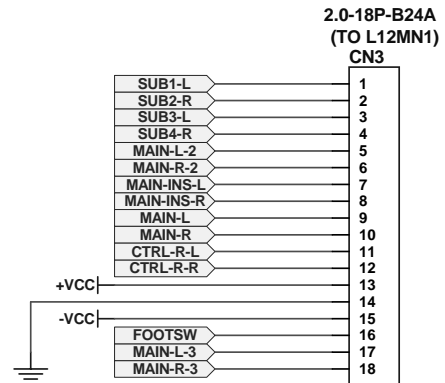 2.0-18P-B24A
(TO L12MN1)
CN3
SUB1-L 1
SUB2-R 2
SUB3-L 3
SUB4-R 4
MAIN-L-2 5
MAIN-R-2 6
MAIN-INS-L 7
MAIN-INS-R 8
MAIN-L 9
MAIN-R 10
CTRL-R-L 11
CTRL-R-R 12
+VCC 13
14
-VCC 15
FOOTSW 16
MAIN-L-3 17
MAIN-R-3 18